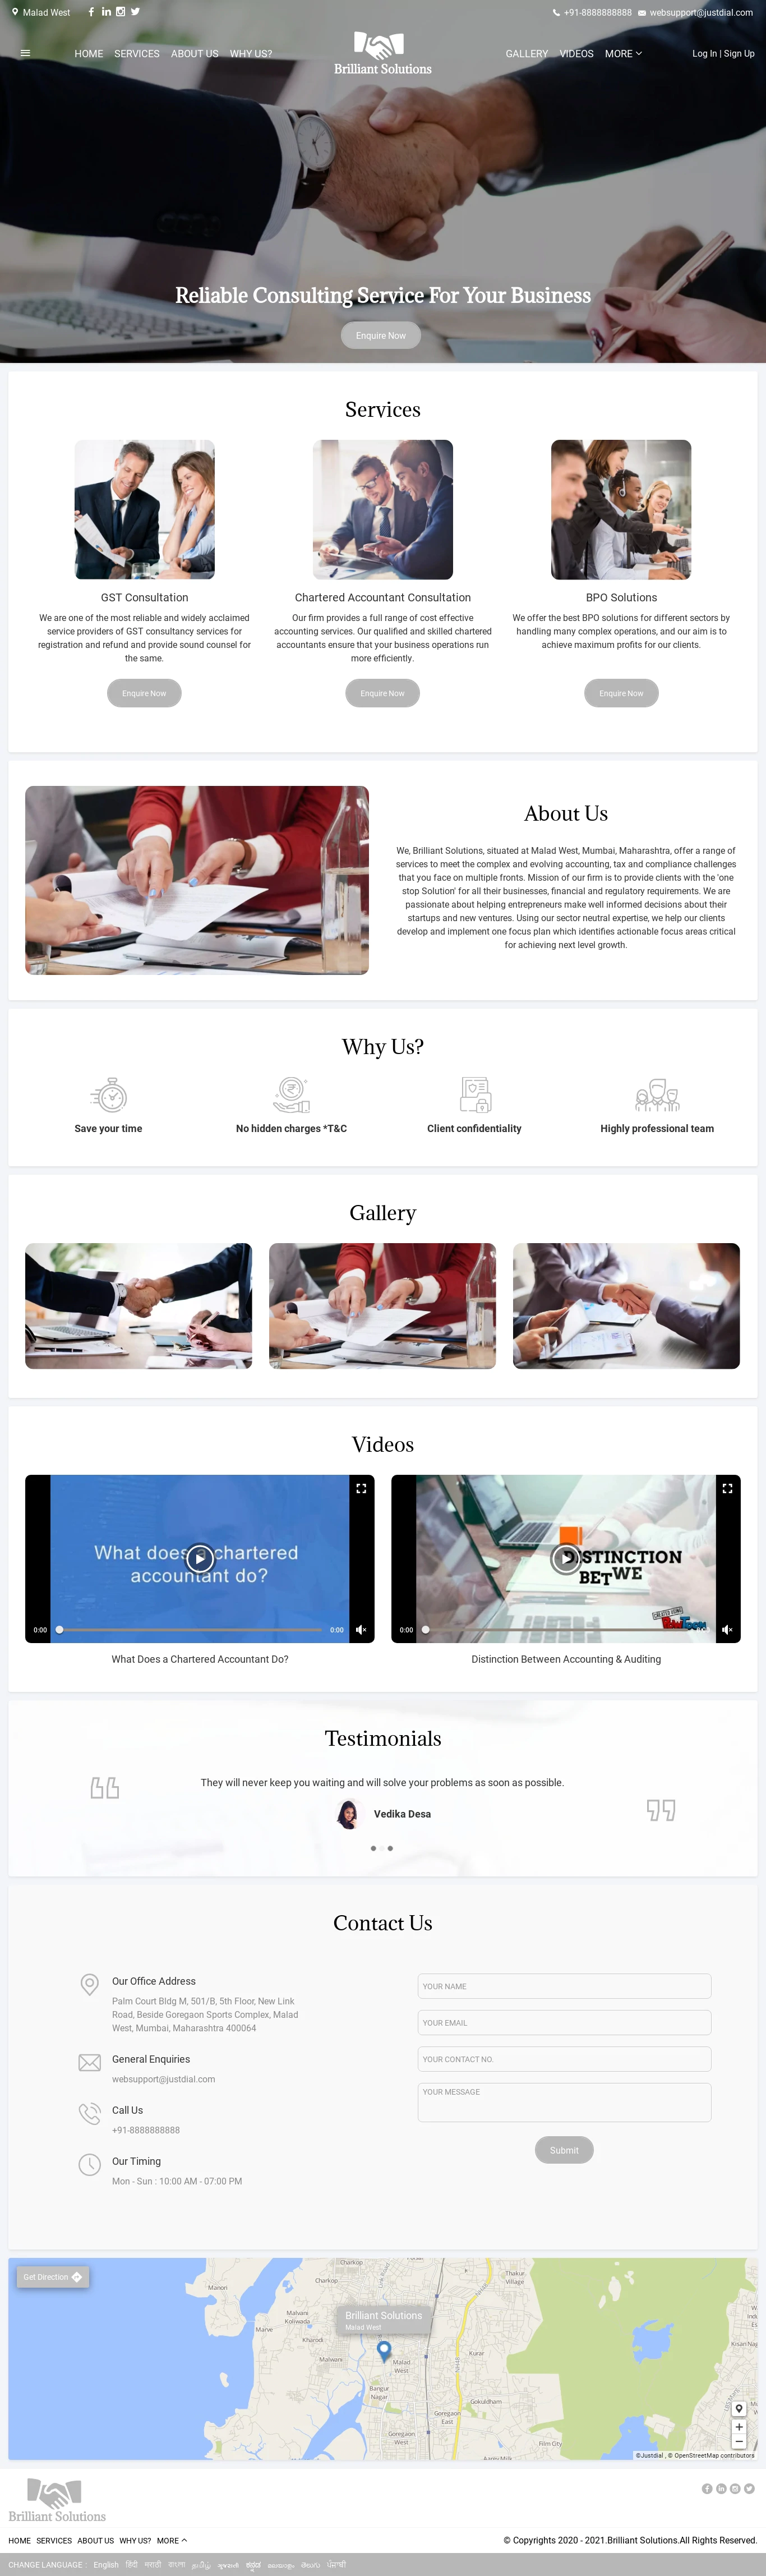 Malad West
+91-8888888888 websupport@justdial.com
HOME SERVICES ABOUT US WHY US?
Brilliant Solutions
GALLERY VIDEOS MORE
Log In | Sign Up
Reliable Consulting Service For Your Business
Enquire Now
Services
GST Consultation
We are one of the most reliable and widely acclaimed
service providers of GST consultancy services for
registration and refund and provide sound counsel for
the same.
Enquire Now
Chartered Accountant Consultation
Our firm provides a full range of cost effective
accounting services. Our qualified and skilled chartered
accountants ensure that your business operations run
more efficiently.
Enquire Now
BPO Solutions
We offer the best BPO solutions for different sectors by
handling many complex operations, and our aim is to
achieve maximum profits for our clients.
Enquire Now
About Us
We, Brilliant Solutions, situated at Malad West, Mumbai, Maharashtra, offer a range of
services to meet the complex and evolving accounting, tax and compliance challenges
that you face on multiple fronts. Mission of our firm is to provide clients with the 'one
stop Solution' for all their businesses, financial and regulatory requirements. We are
passionate about helping entrepreneurs make well informed decisions about their
startups and new ventures. Using our sector neutral expertise, we help our clients
develop and implement one focus plan which identifies actionable focus areas critical
for achieving next level growth.
Why Us?
Save your time
No hidden charges *T&C
Client confidentiality
Highly professional team
Gallery
Videos
What does a chartered
accountant do?
0:00 0:00
What Does a Chartered Accountant Do?
DISTINCTION
BETWE
CREATED USING
PowToon
0:00
Distinction Between Accounting & Auditing
Testimonials
They will never keep you waiting and will solve your problems as soon as possible.
Vedika Desa
Contact Us
Our Office Address
Palm Court Bldg M, 501/B, 5th Floor, New Link
Road, Beside Goregaon Sports Complex, Malad
West, Mumbai, Maharashtra 400064
General Enquiries
websupport@justdial.com
Call Us
+91-8888888888
Our Timing
Mon - Sun : 10:00 AM - 07:00 PM
YOUR NAME
YOUR EMAIL
YOUR CONTACT NO.
YOUR MESSAGE
Submit
Get Direction
Charkop
Charkop
Link Road
NH48
Thakur
Village
Manori
Malvani
Koliwada
Marve
Kharodi
Malwani
Brilliant Solutions
Malad West
Malad
West
Kurar
Bangur
Nagar
NH48
Gokuldham
Goregaon
East
Goregaon
West
Film City
Aarey Milk
Kisan Nag
+
−
©Justdial , © OpenStreetMap contributors
Brilliant Solutions
HOME SERVICES ABOUT US WHY US? MORE
© Copyrights 2020 - 2021.Brilliant Solutions.All Rights Reserved.
CHANGE LANGUAGE : English हिंदी मराठी বাংলা தமிழ் ગુજરાતી ಕನ್ನಡ മലയാളം తెలుగు ਪੰਜਾਬੀ